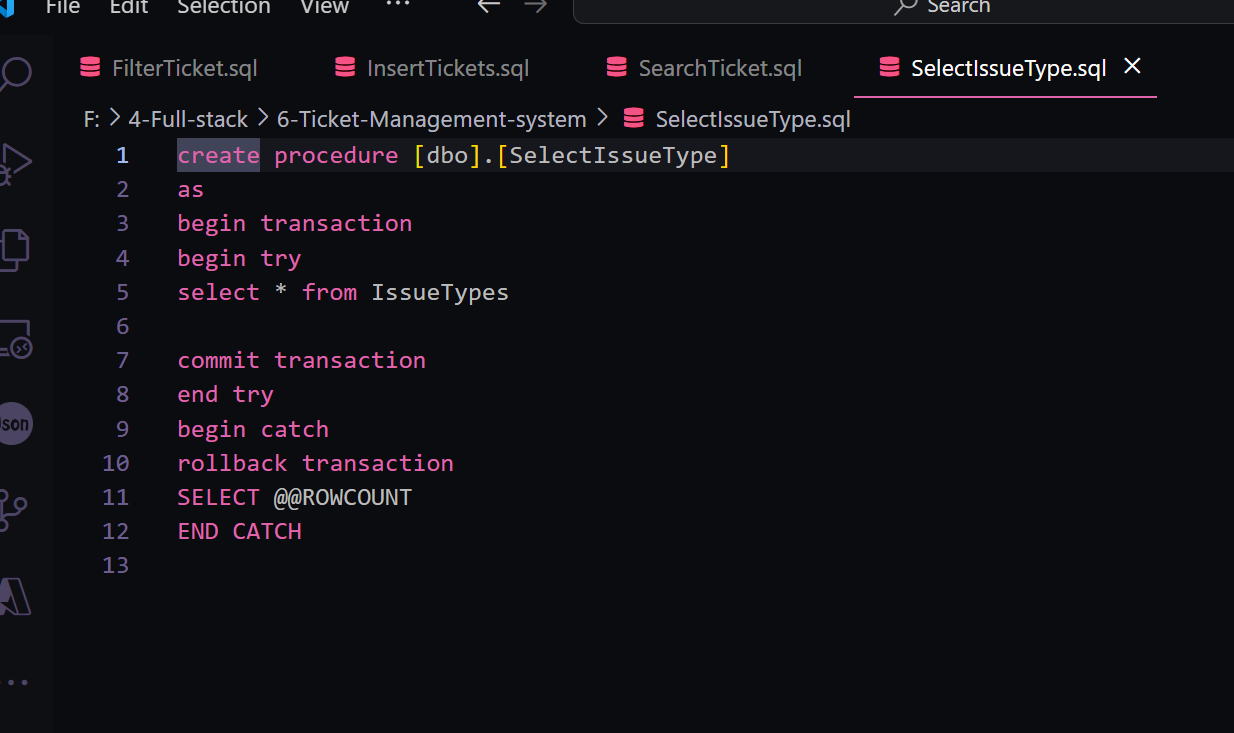 File Edit Selection View ··· ← → Search
FilterTicket.sql InsertTickets.sql SearchTicket.sql SelectIssueType.sql ×
F: > 4-Full-stack > 6-Ticket-Management-system > SelectIssueType.sql
1 create procedure [dbo].[SelectIssueType]
2 as
3 begin transaction
4 begin try
5 select * from IssueTypes
6
7 commit transaction
8 end try
9 begin catch
10 rollback transaction
11 SELECT @@ROWCOUNT
12 END CATCH
13